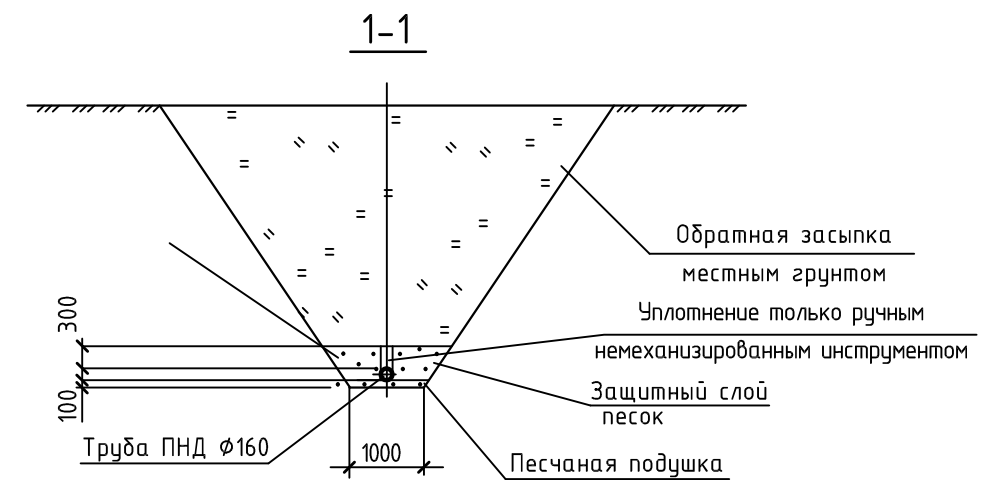 1-1
Обратная засыпка
местным грунтом
300
Уплотнение только ручным
немеханизированным инструментом
Защитный слой
песок
100
Труба ПНД Ф160
1000
Песчаная подушка